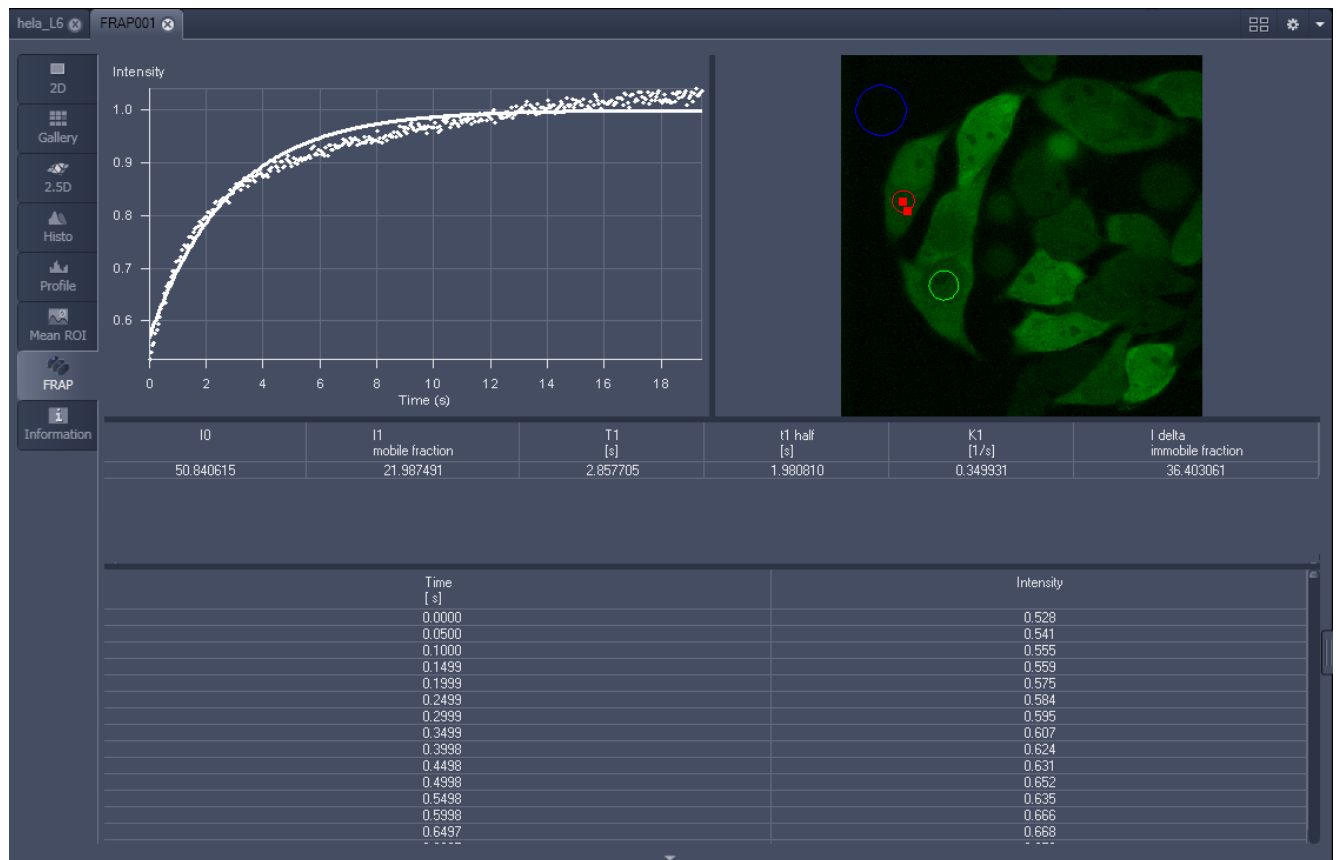 hela_L6
FRAP001
2D
Gallery
2.5D
Histo
Profile
Mean ROI
FRAP
Information
Intensity
1.0
0.9
0.8
0.7
0.6
0 2 4 6 8 10 12 14 16 18
Time (s)
I0 I1 T1 t1 half K1 I delta
mobile fraction [s] [s] [1/s] immobile fraction
50.840615 21.987491 2.857705 1.980810 0.349931 36.403061
Time Intensity
[ s]
0.0000 0.528
0.0500 0.541
0.1000 0.555
0.1499 0.559
0.1999 0.575
0.2499 0.584
0.2999 0.595
0.3499 0.607
0.3998 0.624
0.4498 0.631
0.4998 0.652
0.5498 0.635
0.5998 0.666
0.6497 0.668